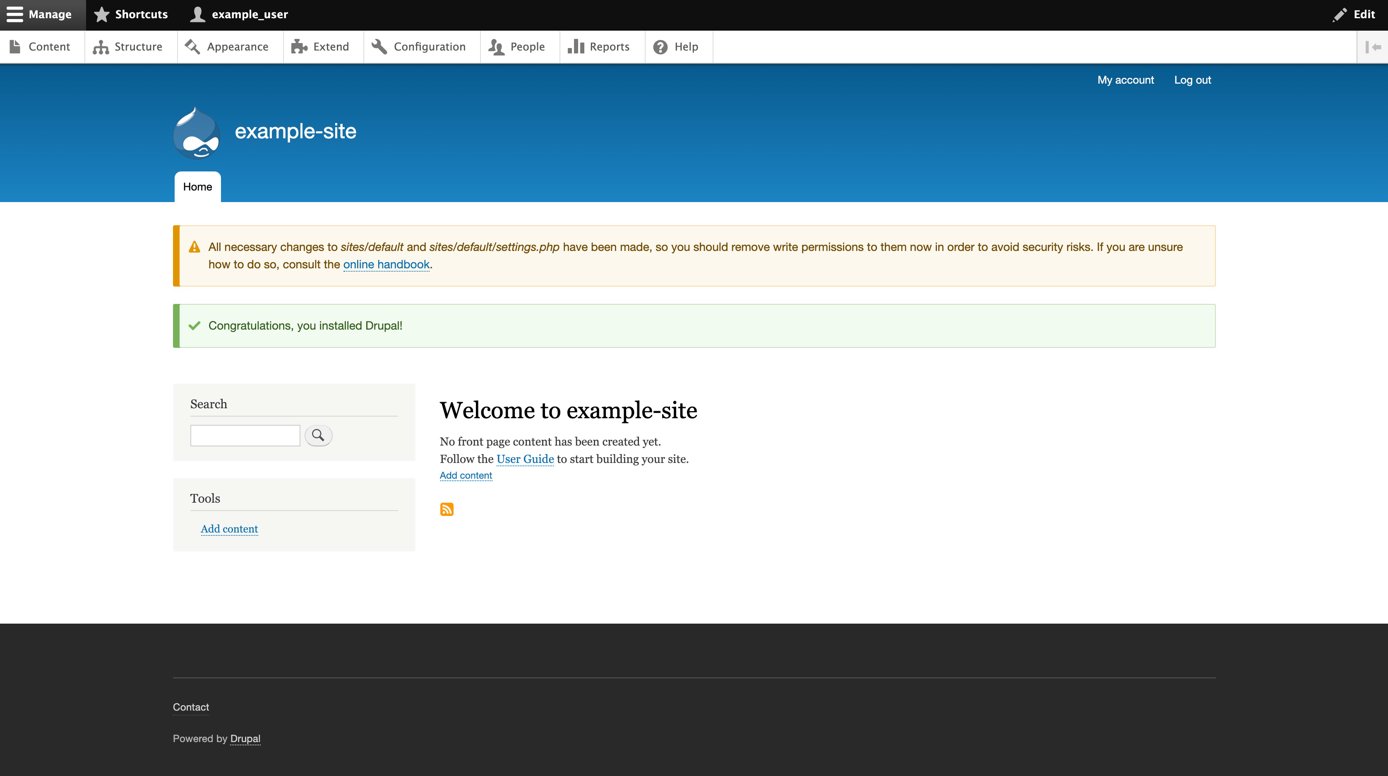 Manage Shortcuts example_user Edit
Content Structure Appearance Extend Configuration People Reports Help
My account Log out
example-site
Home
All necessary changes to sites/default and sites/default/settings.php have been made, so you should remove write permissions to them now in order to avoid security risks. If you are unsure
how to do so, consult the online handbook.
Congratulations, you installed Drupal!
Search
Tools
Add content
Welcome to example-site
No front page content has been created yet.
Follow the User Guide to start building your site.
Add content
Contact
Powered by Drupal